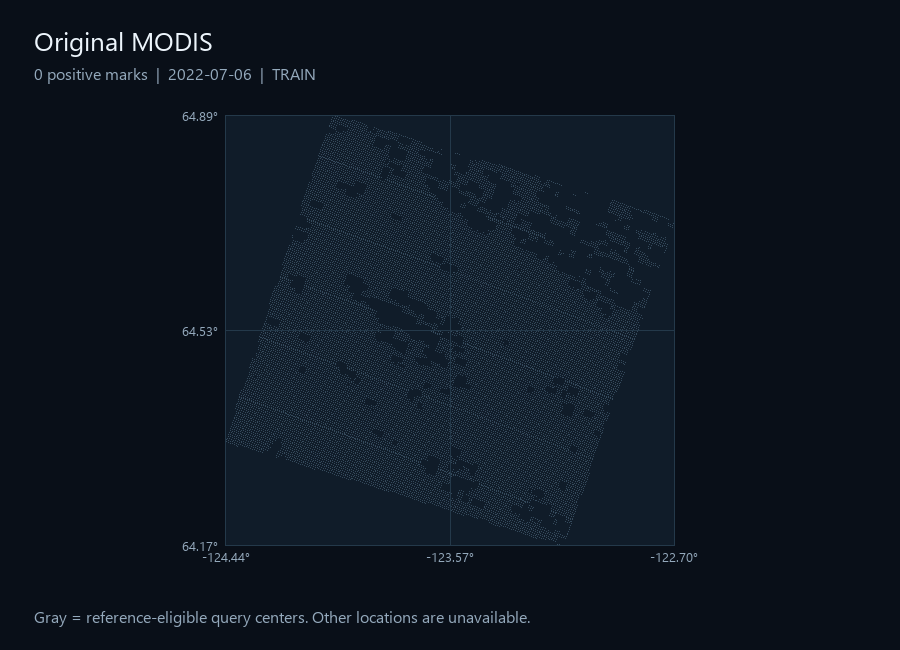 Original MODIS
0 positive marks | 2022-07-06 | TRAIN
64.89°
64.53°
64.17°
-124.44°
-123.57°
-122.70°
Gray = reference-eligible query centers. Other locations are unavailable.